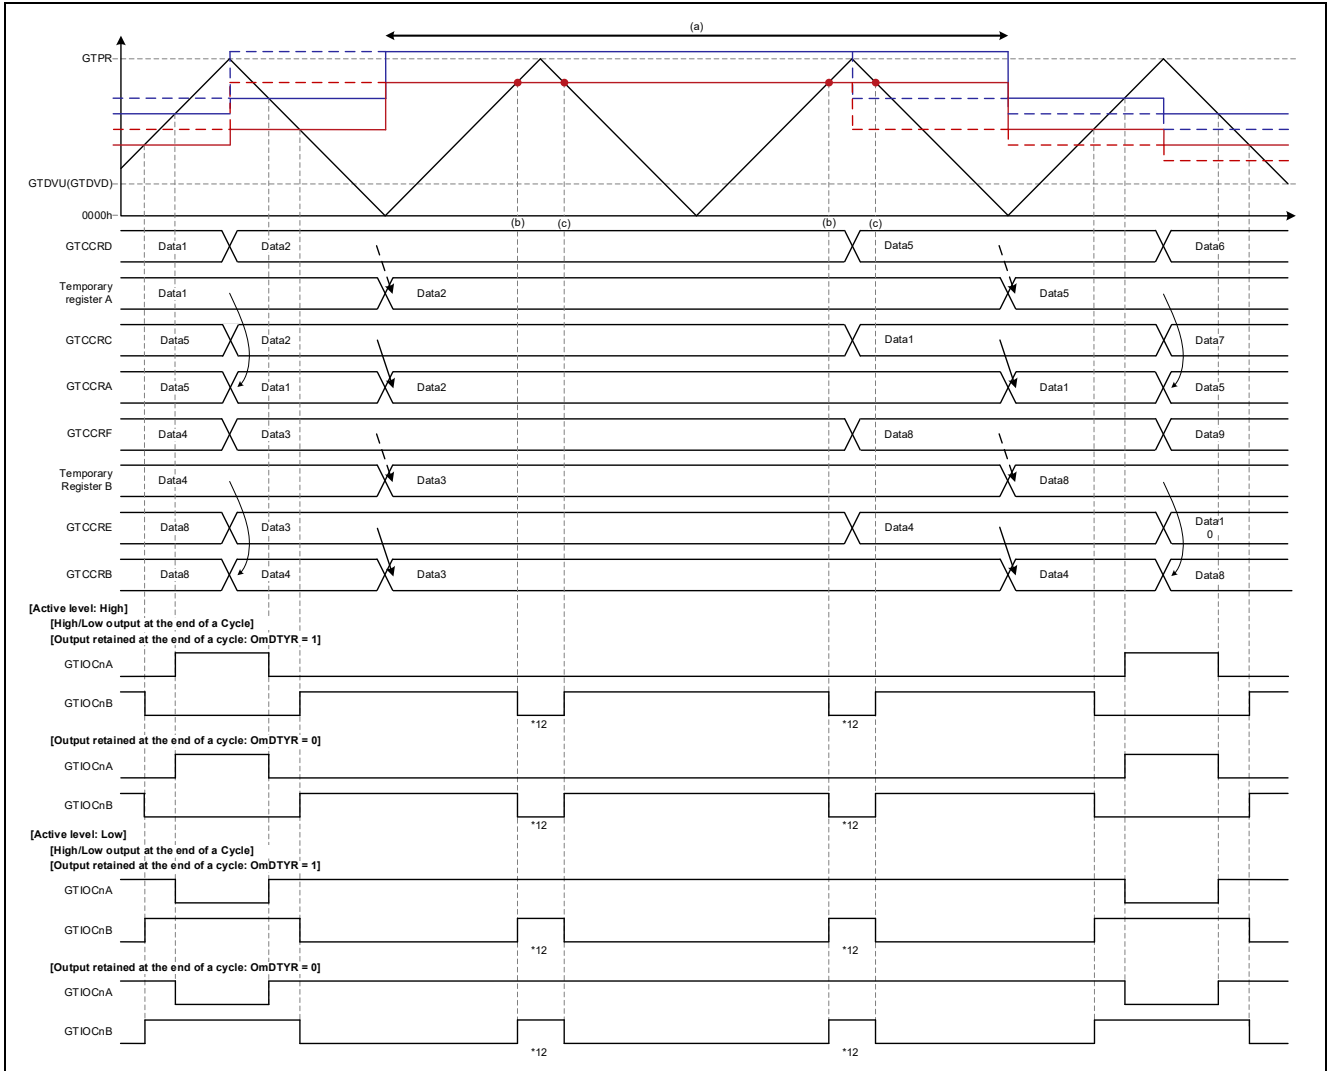 (a)
GTPR
GTDVU(GTDVD)
0000h
(b) (c) (b) (c)
GTCCRD Data1 Data2 Data5 Data6
Temporary
register A
Data1 Data2 Data5
GTCCRC Data5 Data2 Data1 Data7
GTCCRA Data5 Data1 Data2 Data1 Data5
GTCCRF Data4 Data3 Data8 Data9
Temporary
Register B
Data4 Data3 Data8
GTCCRE Data8 Data3 Data4 Data1
0
GTCCRB Data8 Data4 Data3 Data4 Data8
[Active level: High]
[High/Low output at the end of a Cycle]
[Output retained at the end of a cycle: OmDTYR = 1]
GTIOCnA
GTIOCnB
*12 *12
[Output retained at the end of a cycle: OmDTYR = 0]
GTIOCnA
GTIOCnB
*12 *12
[Active level: Low]
[High/Low output at the end of a Cycle]
[Output retained at the end of a cycle: OmDTYR = 1]
GTIOCnA
GTIOCnB
*12 *12
[Output retained at the end of a cycle: OmDTYR = 0]
GTIOCnA
GTIOCnB
*12 *12